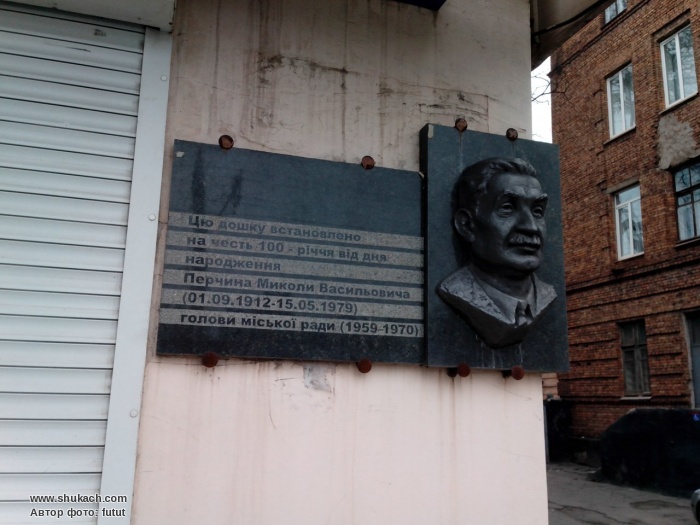 Цю дошку встановлено
на честь 100 - річчя від дня
народження
Перчина Миколи Васильовича
(01.09.1912-15.05.1979)
голови міської ради (1959-1970)
www.shukach.com
Автор фото: futut